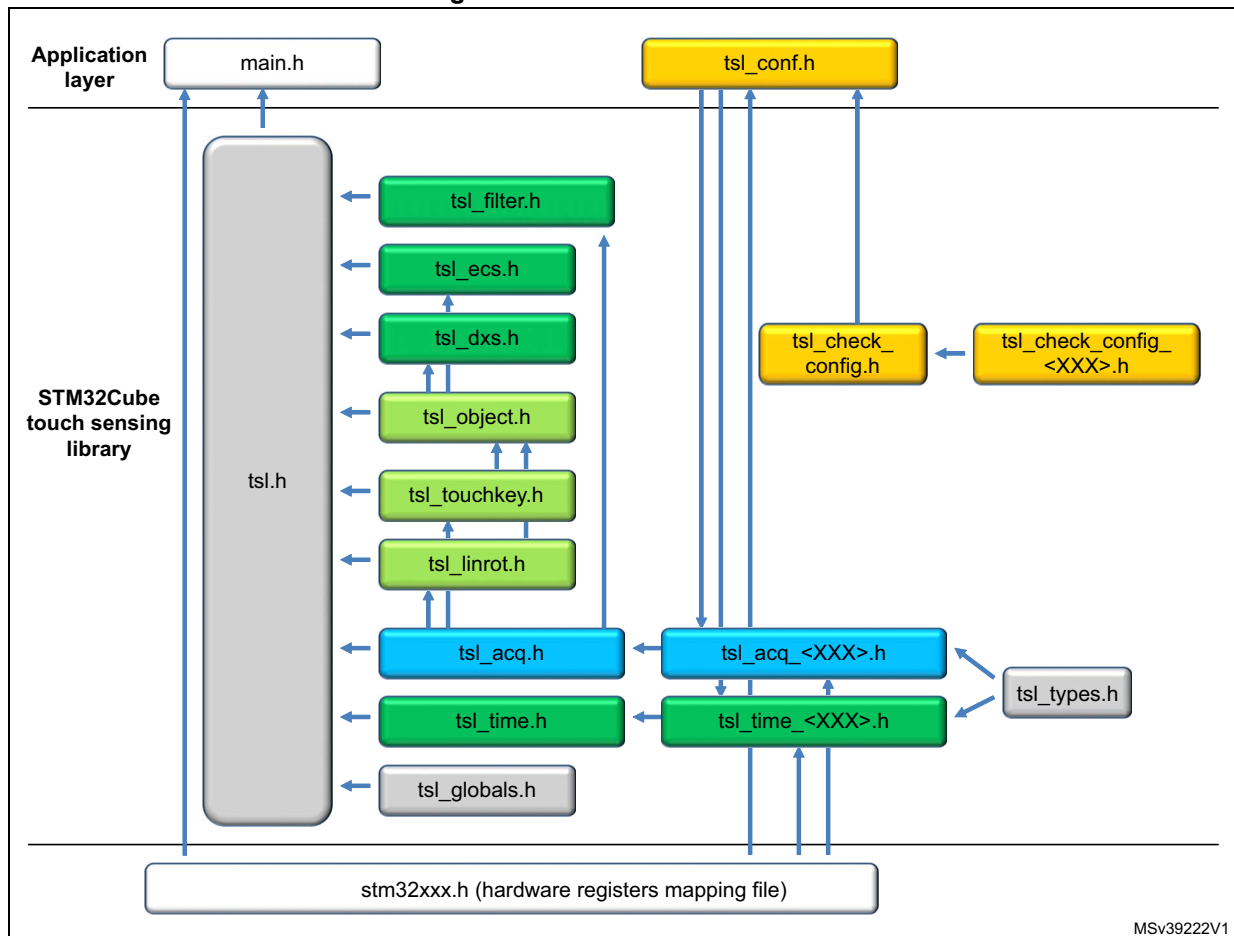 Application
layer
main.h
tsl_conf.h
tsl_filter.h
tsl_ecs.h
tsl_dxs.h
tsl_check_
config.h
tsl_check_config_
<XXX>.h
STM32Cube
touch sensing
library
tsl_object.h
tsl.h
tsl_touchkey.h
tsl_linrot.h
tsl_acq.h
tsl_acq_<XXX>.h
tsl_types.h
tsl_time.h
tsl_time_<XXX>.h
tsl_globals.h
stm32xxx.h (hardware registers mapping file)
MSv39222V1